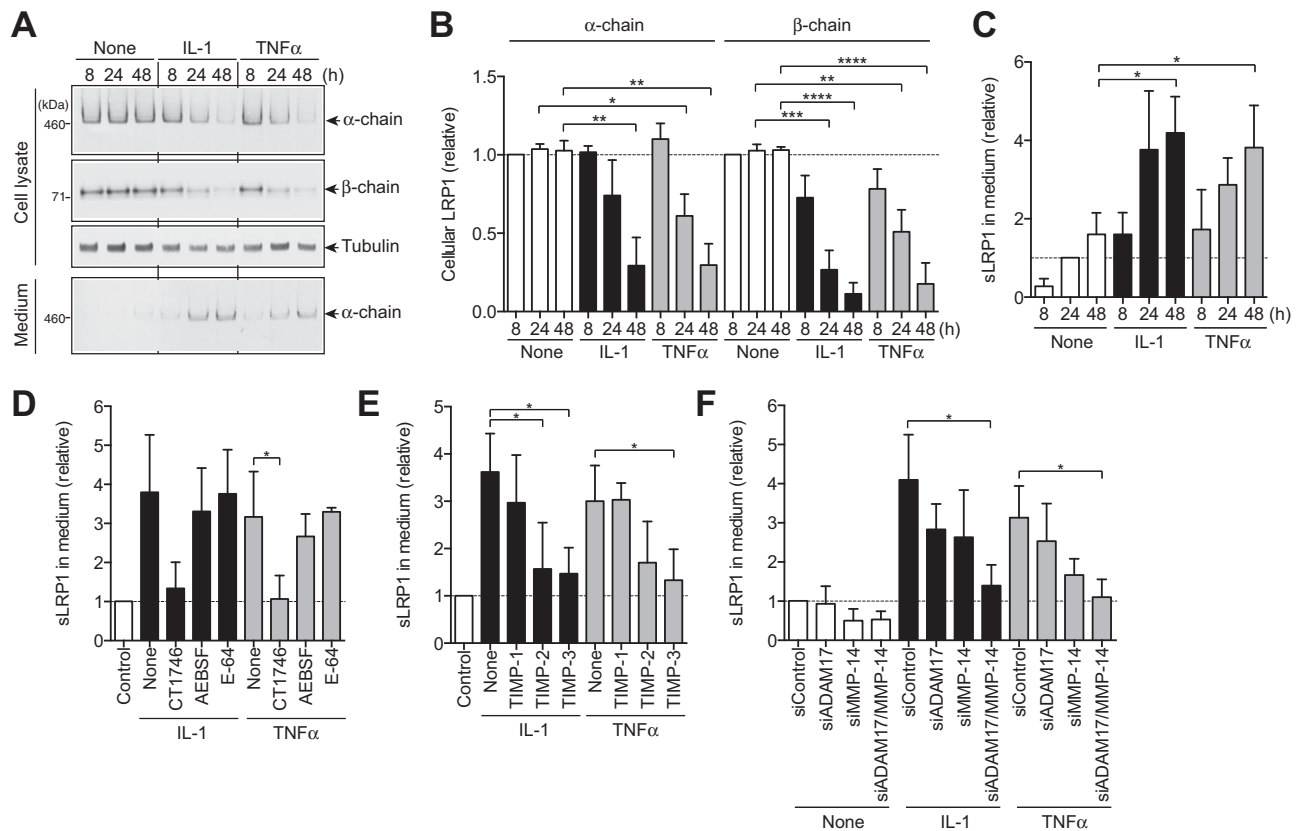 A
None IL-1 TNFα
8 24 48 8 24 48 8 24 48 (h)
(kDa)
460-
α-chain
Cell lysate
71-
β-chain
Tubulin
Medium
460-
α-chain
B
α-chain β-chain
Cellular LRP1 (relative)
1.5
1.0
0.5
0.0
**
*
**
****
**
****
***
8 24 48 8 24 48 8 24 48 8 24 48 8 24 48 8 24 48 (h)
None IL-1 TNFα None IL-1 TNFα
C
sLRP1 in medium (relative)
6
4
2
0
*
*
8 24 48 8 24 48 8 24 48 (h)
None IL-1 TNFα
D
sLRP1 in medium (relative)
6
5
4
3
2
1
0
*
Control
None
CT1746
AEBSF
E-64
None
CT1746
AEBSF
E-64
IL-1 TNFα
E
sLRP1 in medium (relative)
5
4
3
2
1
0
*
*
*
Control
None
TIMP-1
TIMP-2
TIMP-3
None
TIMP-1
TIMP-2
TIMP-3
IL-1 TNFα
F
sLRP1 in medium (relative)
6
5
4
3
2
1
0
*
*
siControl
siADAM17
siMMP-14
siADAM17/MMP-14
siControl
siADAM17
siMMP-14
siADAM17/MMP-14
siControl
siADAM17
siMMP-14
siADAM17/MMP-14
None IL-1 TNFα